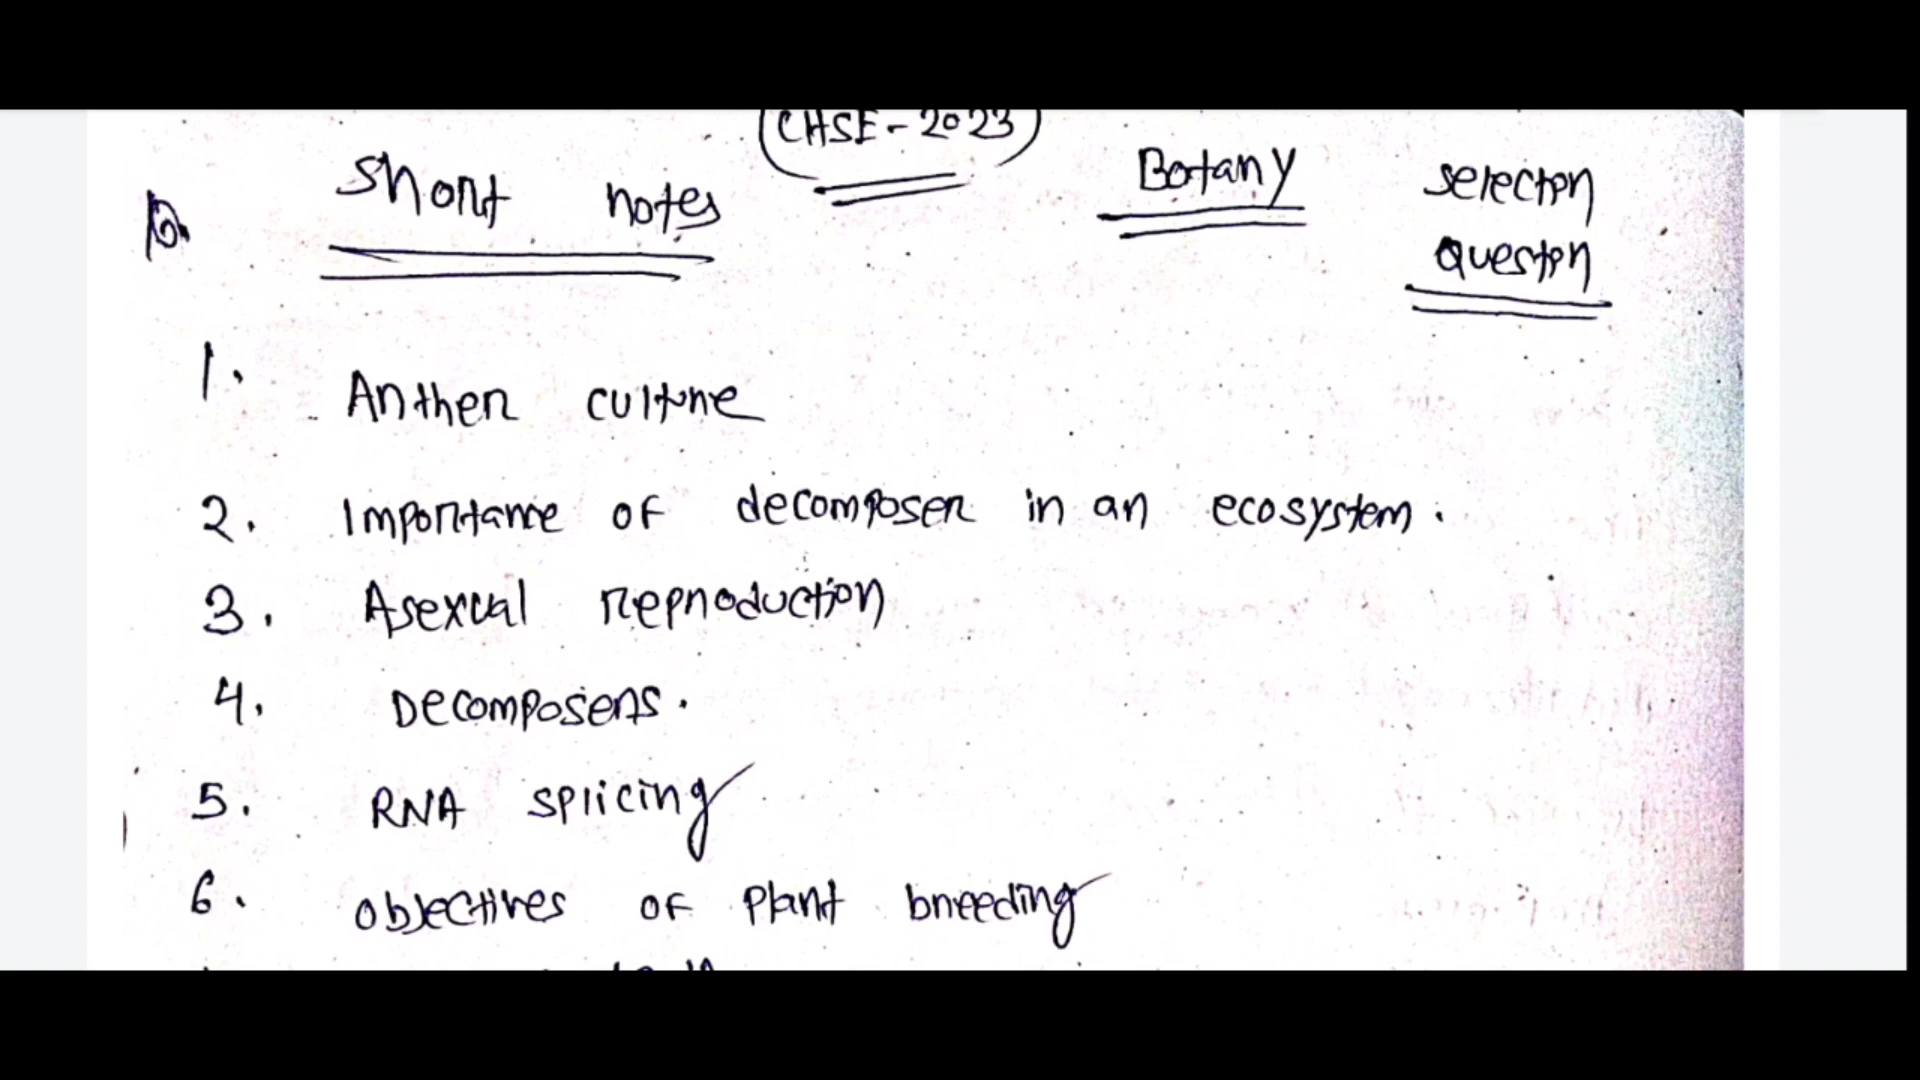 CHSE-2023
Q. Short notes
Botany
Selection
Question
1. Anther culture
2. Importance of decomposer in an ecosystem.
3. Asexual reproduction
4. Decomposers.
5. RNA splicing
6. Objectives of plant breeding